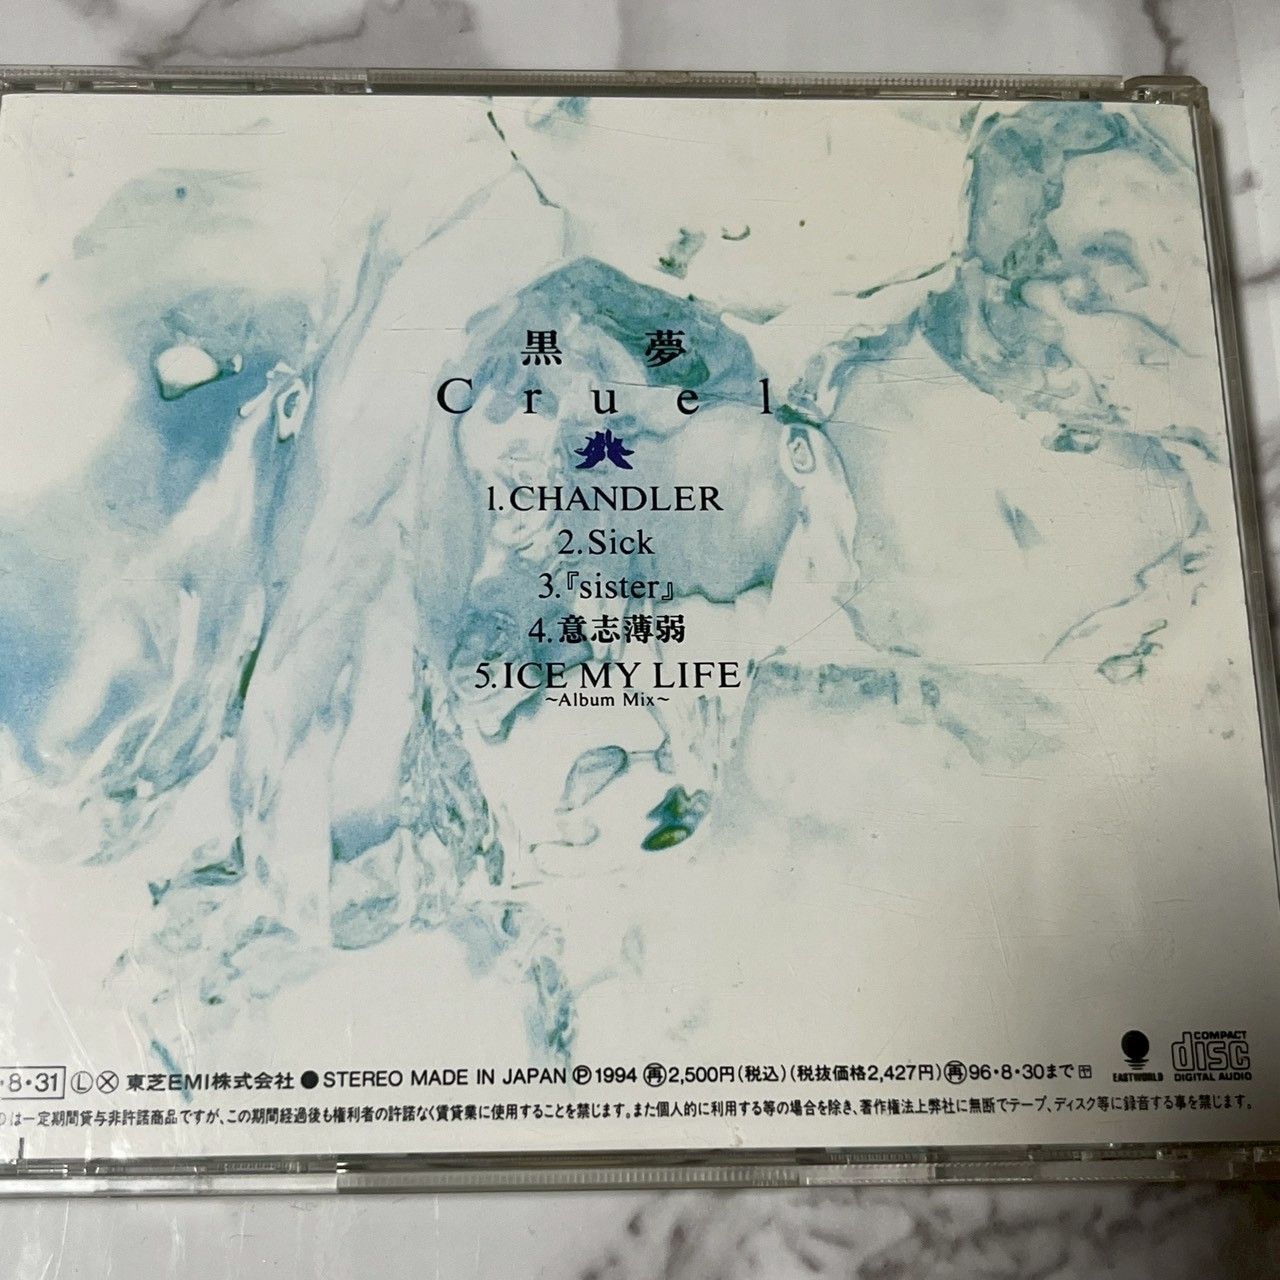 黒夢
Cruel
1.CHANDLER
2.Sick
3.『sister』
4.意志薄弱
5.ICE MY LIFE
~Album Mix~
EASTWORLD
COMPACT
disc
DIGITAL AUDIO
・8・31 Ⓛ Ⓧ 東芝EMI株式会社 ●STEREO MADE IN JAPAN Ⓟ1994 ㊢2,500円(税込)(税抜価格2,427円)㊢96・8・30まで
は一定期間貸与非許諾商品ですが、この期間経過後も権利者の許諾なく賃貸業に使用することを禁じます。また個人的に利用する等の場合を除き、著作権法上弊社に無断でテープ、ディスク等に録音する事を禁じます。